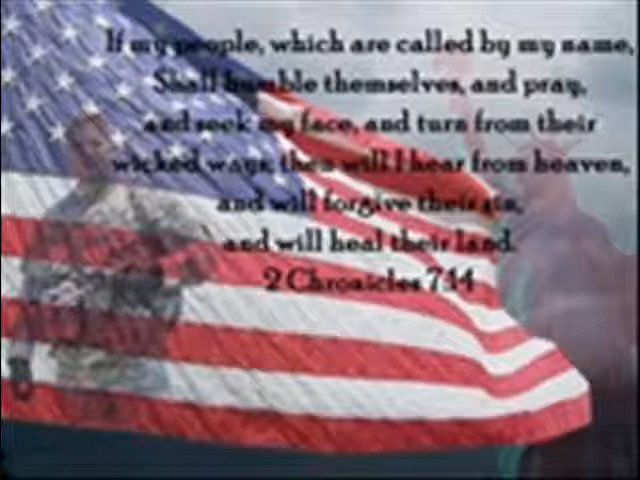 If my people, which are called by my name,
Shall humble themselves, and pray,
and seek my face, and turn from their
wicked ways, then will I hear from heaven,
and will forgive their sin,
and will heal their land.
2 Chronicles 7:14